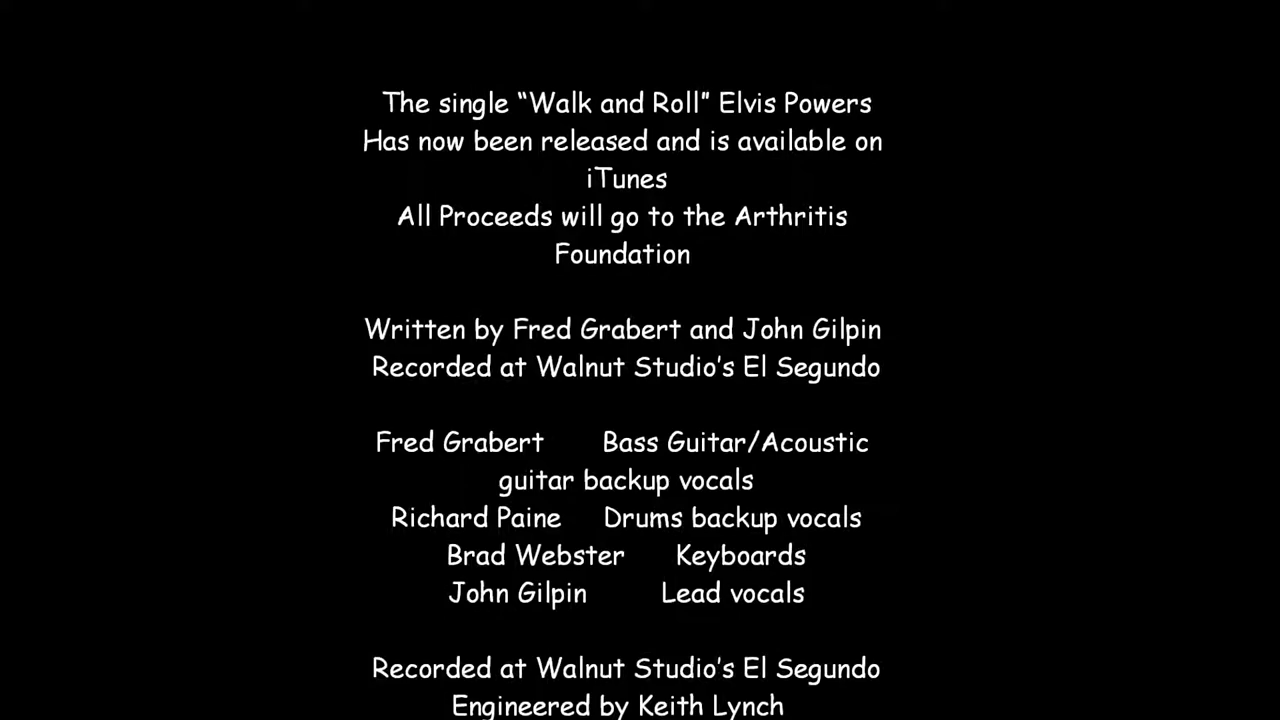 The single “Walk and Roll” Elvis Powers
Has now been released and is available on
iTunes
All Proceeds will go to the Arthritis
Foundation
Written by Fred Grabert and John Gilpin
Recorded at Walnut Studio’s El Segundo
Fred Grabert Bass Guitar/Acoustic
guitar backup vocals
Richard Paine Drums backup vocals
Brad Webster Keyboards
John Gilpin Lead vocals
Recorded at Walnut Studio’s El Segundo
Engineered by Keith Lynch